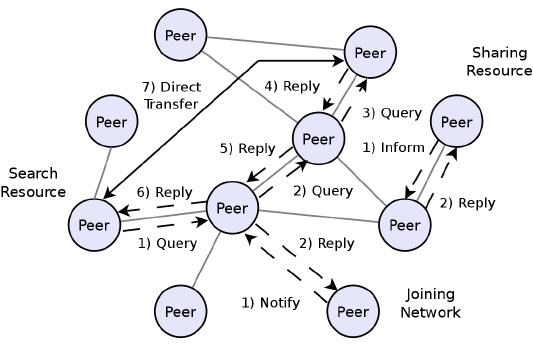 Peer
Peer
Sharing
Resource
7) Direct
Transfer
4) Reply
Peer
3) Query
Peer
Peer
1) Inform
5) Reply
Search
Resource
6) Reply
2) Query
2) Reply
Peer
Peer
Peer
1) Query
2) Reply
1) Notify
Joining
Network
Peer
Peer